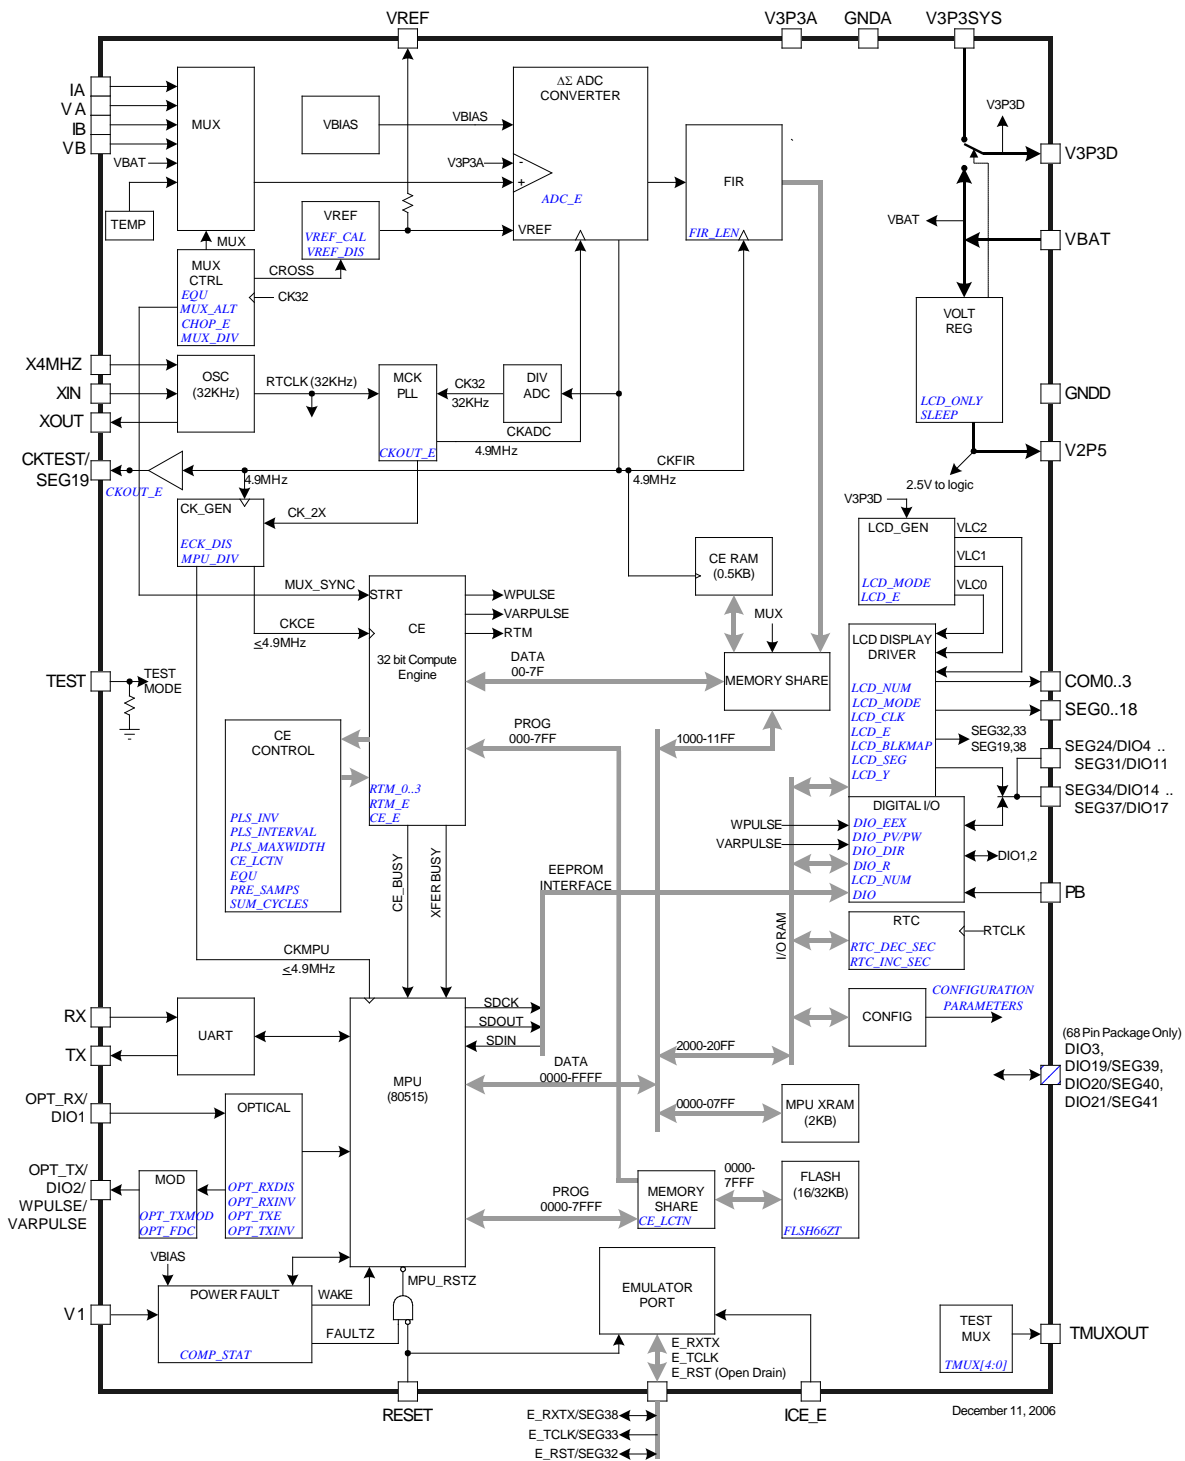 VREF
V3P3A
GNDA
V3P3SYS
IA
VA
IB
VB
VBAT
TEMP
MUX
VBIAS
VBIAS
ΔΣ ADC
CONVERTER
V3P3A
-
+
ADC_E
VREF
FIR
FIR_LEN
V3P3D
V3P3D
VBAT
VBAT
VREF
VREF_CAL
VREF_DIS
MUX
MUX
CTRL
EQU
MUX_ALT
CHOP_E
MUX_DIV
CROSS
CK32
VOLT
REG
LCD_ONLY
SLEEP
X4MHZ
XIN
XOUT
OSC
(32KHz)
RTCLK (32KHz)
MCK
PLL
CKOUT_E
CK32
32KHz
DIV
ADC
CKADC
4.9MHz
GNDD
V2P5
2.5V to logic
CKTEST/
SEG19
CKOUT_E
4.9MHz
CKFIR
4.9MHz
CK_GEN
ECK_DIS
MPU_DIV
CK_2X
V3P3D
LCD_GEN
LCD_MODE
LCD_E
VLC2
VLC1
VLC0
CE RAM
(0.5KB)
MUX_SYNC
STRT
CE
32 bit Compute
Engine
RTM_0..3
RTM_E
CE_E
WPULSE
VARPULSE
RTM
CKCE
≤4.9MHz
MUX
DATA
00-7F
MEMORY SHARE
LCD DISPLAY
DRIVER
LCD_NUM
LCD_MODE
LCD_CLK
LCD_E
LCD_BLKMAP
LCD_SEG
LCD_Y
COM0..3
SEG0..18
SEG32,33
SEG19,38
SEG24/DIO4 ..
SEG31/DIO11
SEG34/DIO14 ..
SEG37/DIO17
TEST
TEST
MODE
CE
CONTROL
PLS_INV
PLS_INTERVAL
PLS_MAXWIDTH
CE_LCTN
EQU
PRE_SAMPS
SUM_CYCLES
PROG
000-7FF
1000-11FF
DIGITAL I/O
DIO_EEX
DIO_PV/PW
DIO_DIR
DIO_R
LCD_NUM
DIO
WPULSE
VARPULSE
DIO1,2
PB
CE_BUSY
XFER BUSY
EEPROM
INTERFACE
I/O RAM
RTC
RTC_DEC_SEC
RTC_INC_SEC
RTCLK
CKMPU
≤4.9MHz
CONFIG
CONFIGURATION
PARAMETERS
RX
TX
UART
MPU
(80515)
SDCK
SDOUT
SDIN
DATA
0000-FFFF
2000-20FF
(68 Pin Package Only)
DIO3,
DIO19/SEG39,
DIO20/SEG40,
DIO21/SEG41
OPT_RX/
DIO1
OPTICAL
OPT_RXDIS
OPT_RXINV
OPT_TXE
OPT_TXINV
0000-07FF
MPU XRAM
(2KB)
OPT_TX/
DIO2/
WPULSE/
VARPULSE
MOD
OPT_TXMOD
OPT_FDC
PROG
0000-7FFF
MEMORY
SHARE
CE_LCTN
0000-
7FFF
FLASH
(16/32KB)
FLSH66ZT
VBIAS
V1
POWER FAULT
COMP_STAT
WAKE
FAULTZ
MPU_RSTZ
EMULATOR
PORT
E_RXTX
E_TCLK
E_RST (Open Drain)
TEST
MUX
TMUX[4:0]
TMUXOUT
RESET
ICE_E
December 11, 2006
E_RXTX/SEG38
E_TCLK/SEG33
E_RST/SEG32